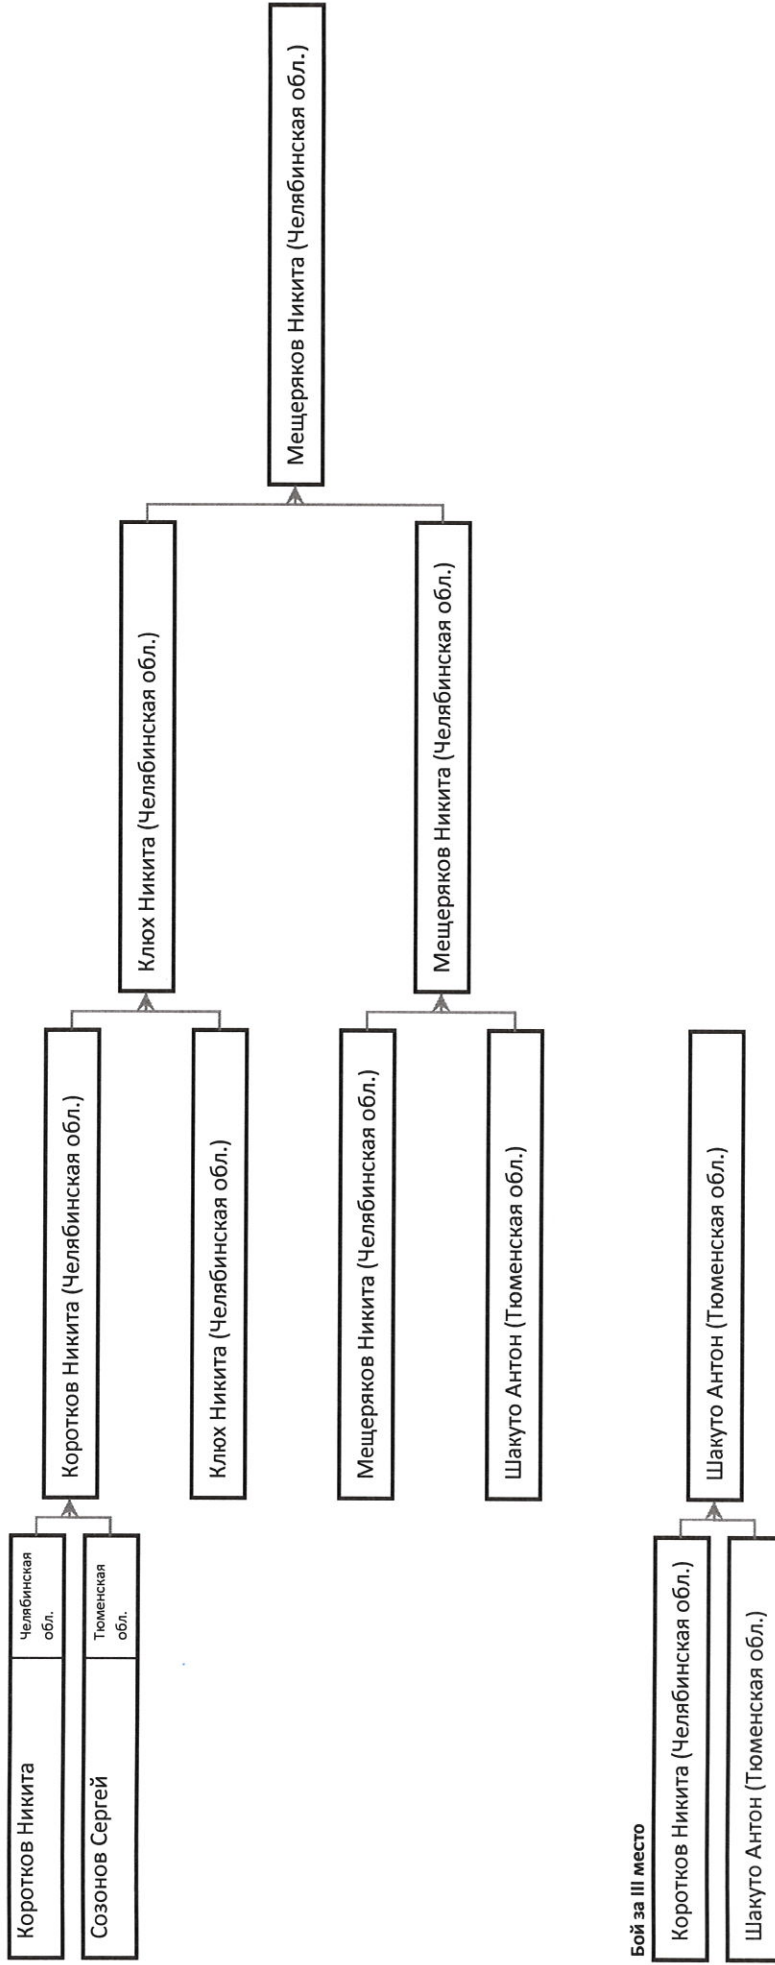 Коротков Никита
Челябинская
обл.
Созонов Сергей
Тюменская
обл.
Коротков Никита (Челябинская обл.)
Клюх Никита (Челябинская обл.)
Мещеряков Никита (Челябинская обл.)
Шакуто Антон (Тюменская обл.)
Клюх Никита (Челябинская обл.)
Мещеряков Никита (Челябинская обл.)
Мещеряков Никита (Челябинская обл.)
Бой за III место
Коротков Никита (Челябинская обл.)
Шакуто Антон (Тюменская обл.)
Шакуто Антон (Тюменская обл.)